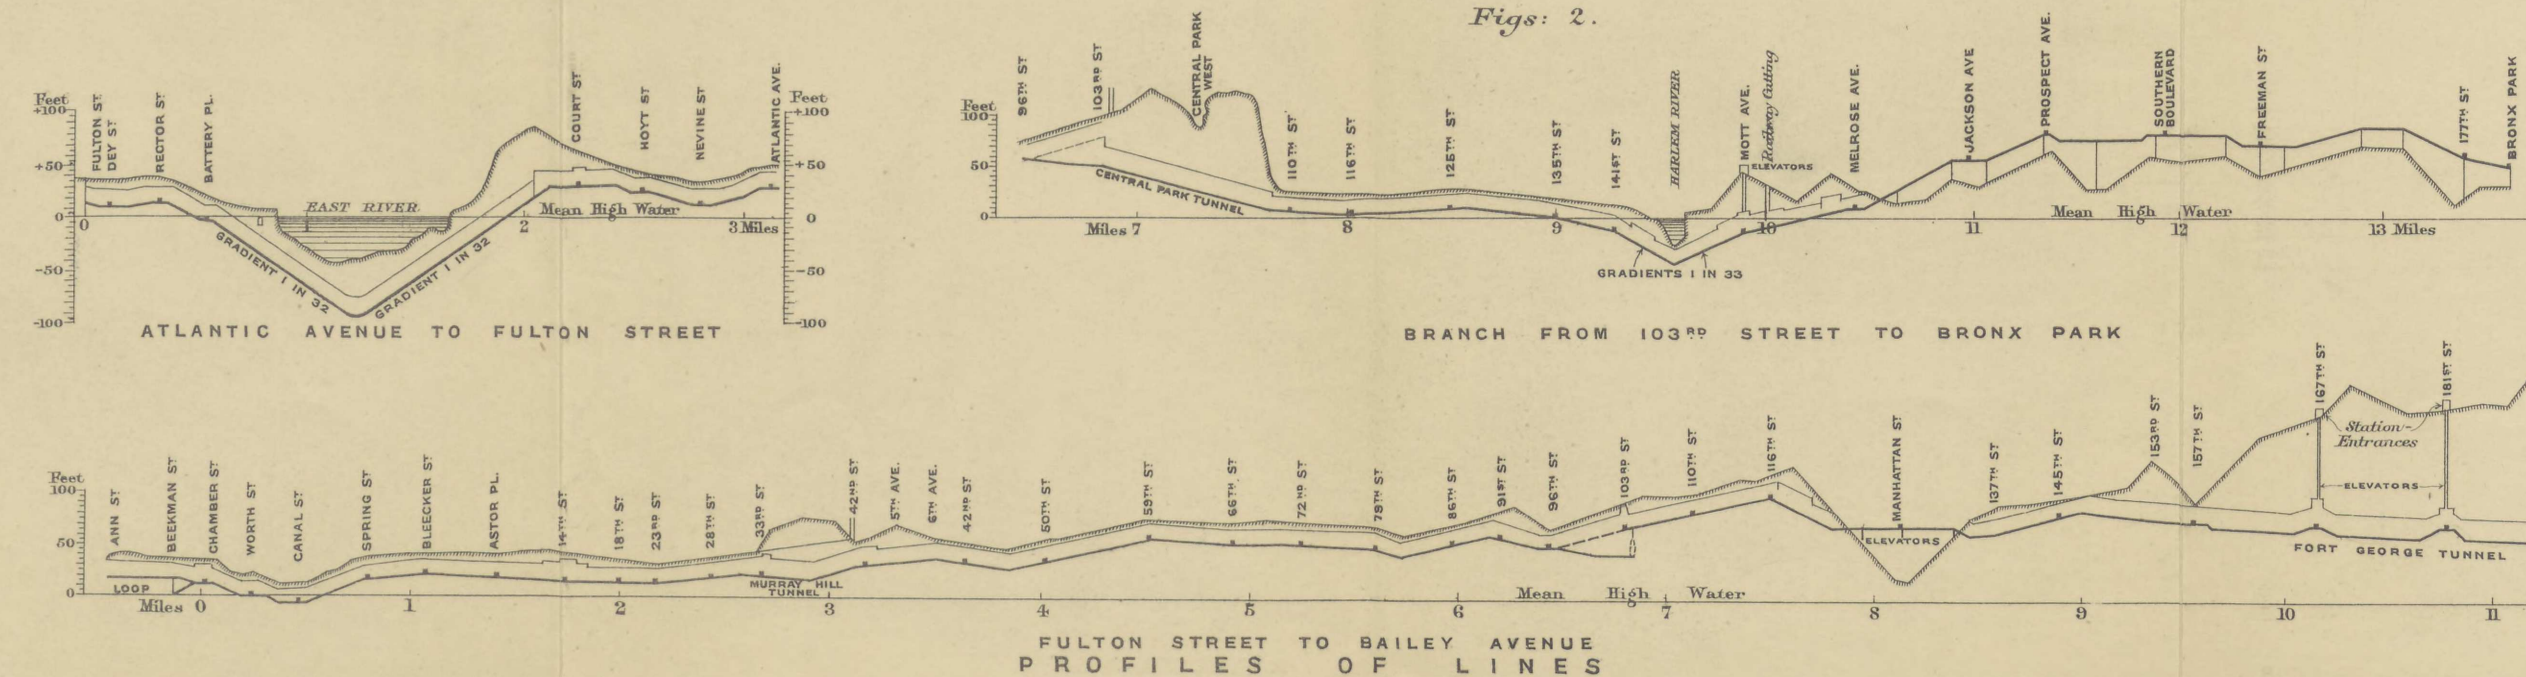 Figs: 2.
Feet
+100
+50
0
-50
-100
FULTON ST
DEY ST
RECTOR ST
BATTERY PL.
EAST RIVER
COURT ST
HOYT ST
NEVINE ST
ATLANTIC AVE.
Feet
+100
+50
0
-50
-100
Mean High Water
0
2
3 Miles
GRADIENT 1 IN 32
GRADIENT 1 IN 32
ATLANTIC AVENUE TO FULTON STREET
Feet
100
50
0
96TH ST
103RD ST
CENTRAL PARK
WEST
110TH ST
116TH ST
125TH ST
135TH ST
141ST ST
HARLEM RIVER
MOTT AVE.
Railway Cutting
ELEVATORS
MELROSE AVE.
JACKSON AVE
PROSPECT AVE.
SOUTHERN
BOULEVARD
FREEMAN ST
177TH ST
BRONX PARK
CENTRAL PARK TUNNEL
Mean High Water
Miles 7
8
9
10
11
12
13 Miles
GRADIENTS 1 IN 33
BRANCH FROM 103RD STREET TO BRONX PARK
Feet
100
50
0
ANN ST
BEEKMAN ST
CHAMBER ST
WORTH ST
CANAL ST
SPRING ST
BLEECKER ST
ASTOR PL.
14TH ST
18TH ST
23RD ST
28TH ST
33RD ST
42ND ST
5TH AVE.
6TH AVE.
42ND ST
50TH ST
59TH ST
66TH ST
72ND ST
79TH ST
86TH ST
91ST ST
96TH ST
103RD ST
110TH ST
116TH ST
MANHATTAN ST
137TH ST
145TH ST
153RD ST
157TH ST
167TH ST
181ST ST
Station-
Entrances
ELEVATORS
ELEVATORS
FORT GEORGE TUNNEL
LOOP
MURRAY HILL
TUNNEL
Mean High Water
Miles 0
1
2
3
4
5
6
7
8
9
10
11
FULTON STREET TO BAILEY AVENUE
PROFILES OF LINES